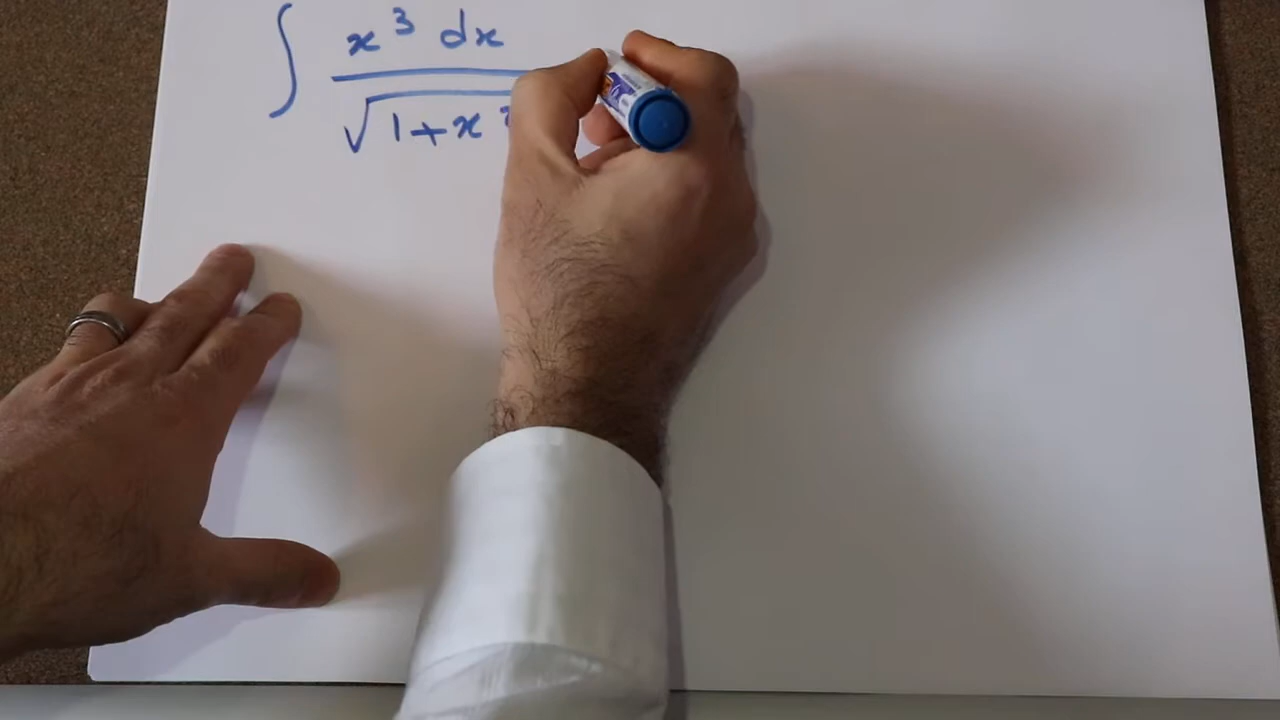 ∫ x³ dx
√1+x